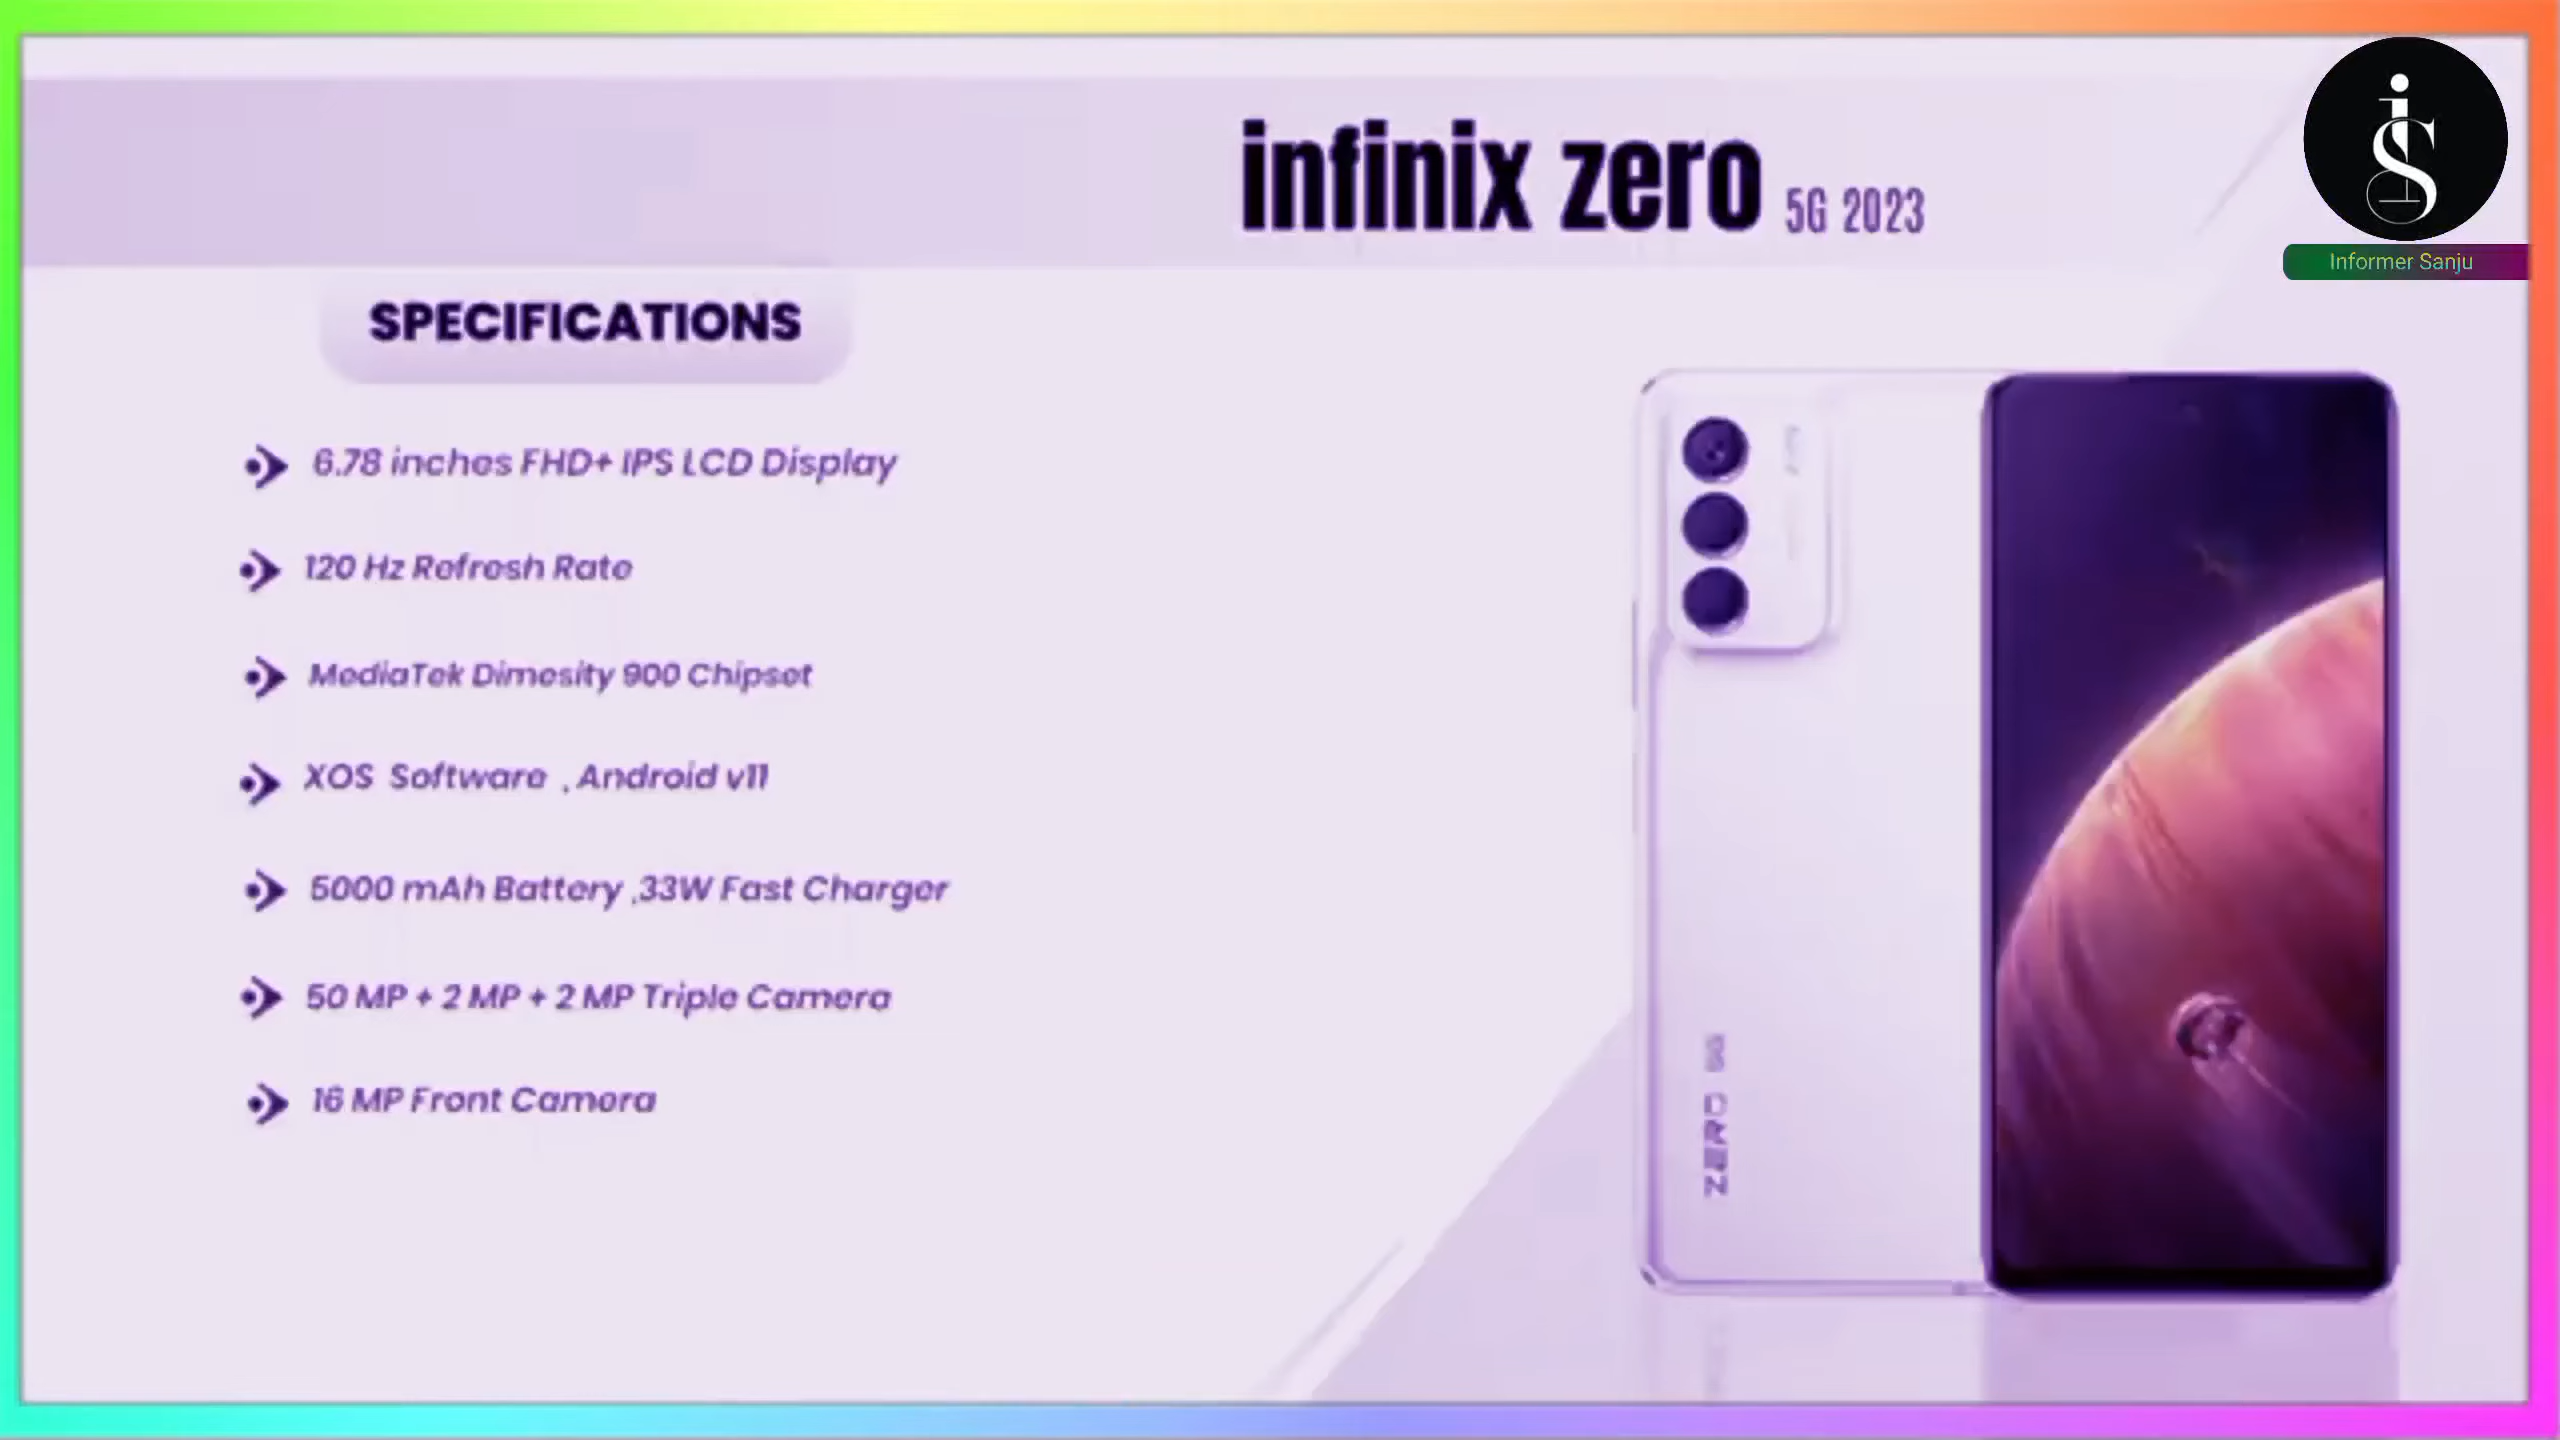 infinix zero 5G 2023
Informer Sanju
SPECIFICATIONS
6.78 inches FHD+ IPS LCD Display
120 Hz Refresh Rate
MediaTek Dimesity 900 Chipset
XOS Software , Android v11
5000 mAh Battery ,33W Fast Charger
50 MP + 2 MP + 2 MP Triple Camera
16 MP Front Camera
ZERO 5G